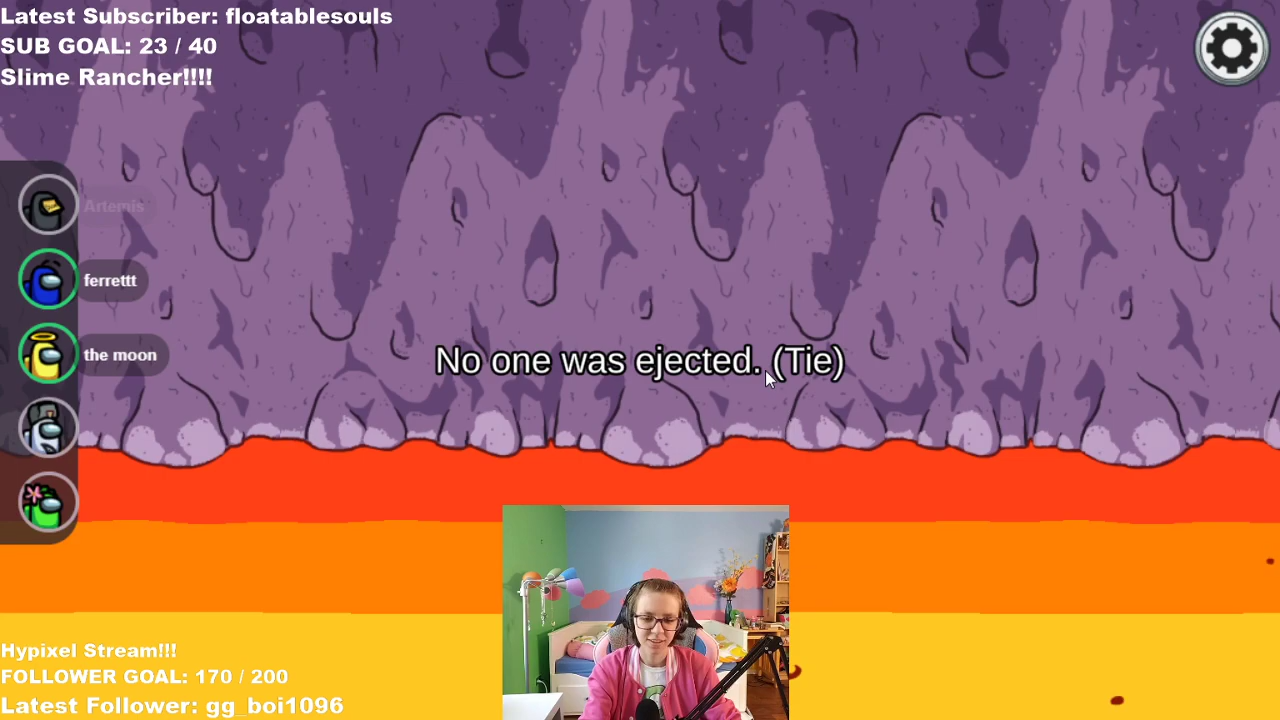 Latest Subscriber: floatablesouls
SUB GOAL: 23 / 40
Slime Rancher!!!!
Artemis
ferrettt
the moon
No one was ejected. (Tie)
Hypixel Stream!!!
FOLLOWER GOAL: 170 / 200
Latest Follower: gg_boi1096